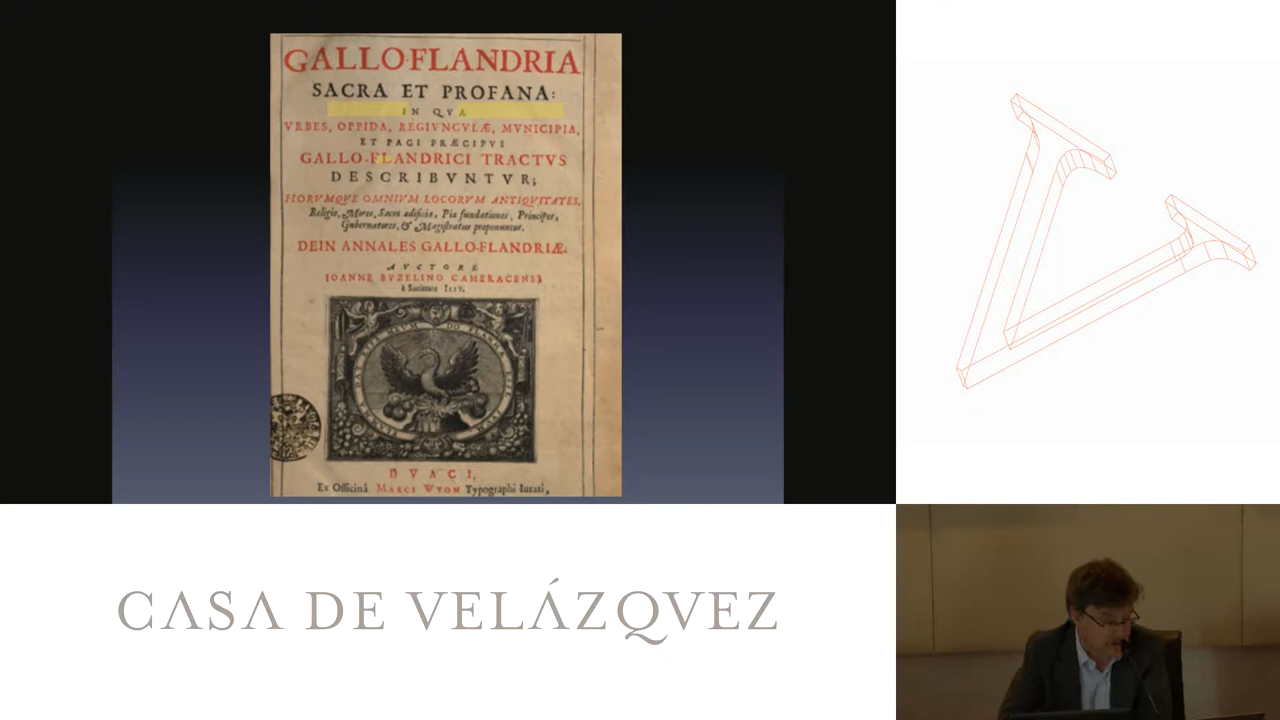 GALLOFLANDRIA
SACRA ET PROFANA:
IN QVA
VRBES, OPPIDA, REGIVNCVLÆ, MVNICIPIA,
ET PAGI PRÆCIPVI
GALLO-FLANDRICI TRACTVS
DESCRIBVNTVR;
HORVMQVE OMNIVM LOCORVM ANTIQVITATES,
Religio, Mores, Sacra ædificia, Piæ fundationes, Principes,
Gubernatores, & Magistratus proponuntur.
DEIN ANNALES GALLO-FLANDRIÆ.
AVCTORE
IOANNE BVZELINO CAMERACENSI
è Societate IESV.
DVACI,
Ex Officinâ MARCI WYON Typographi Iurati,
CASA DE VELÁZQVEZ